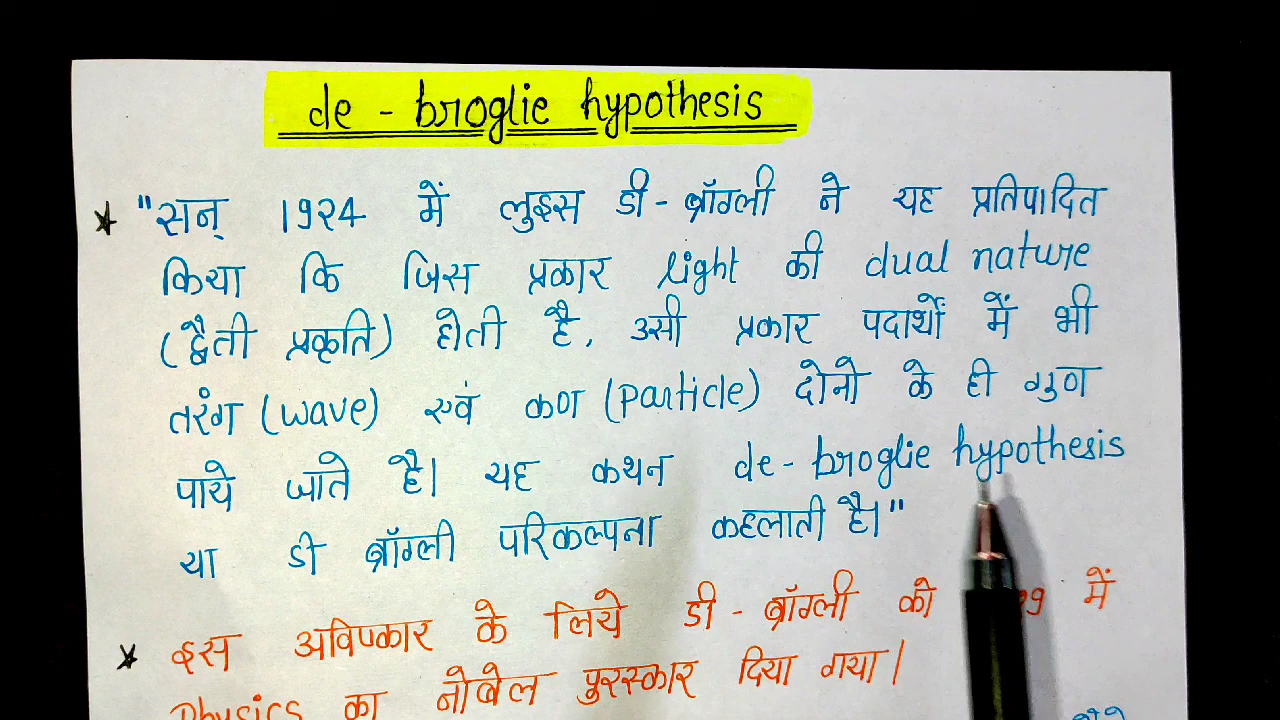 de - broglie hypothesis
"सन् 1924 में लुइस डी - ब्रॉग्ली ने यह प्रतिपादित
किया कि जिस प्रकार light की dual nature
(द्वैती प्रकृति) होती है, उसी प्रकार पदार्थों में भी
तरंग (wave) एवं कण (particle) दोनो के ही गुण
पाये जाते है। यह कथन de - broglie hypothesis
या डी ब्रॉग्ली परिकल्पना कहलाती है।"
इस अविष्कार के लिये डी - ब्रॉग्ली को में
Physics का नोबेल पुरस्कार दिया गया।